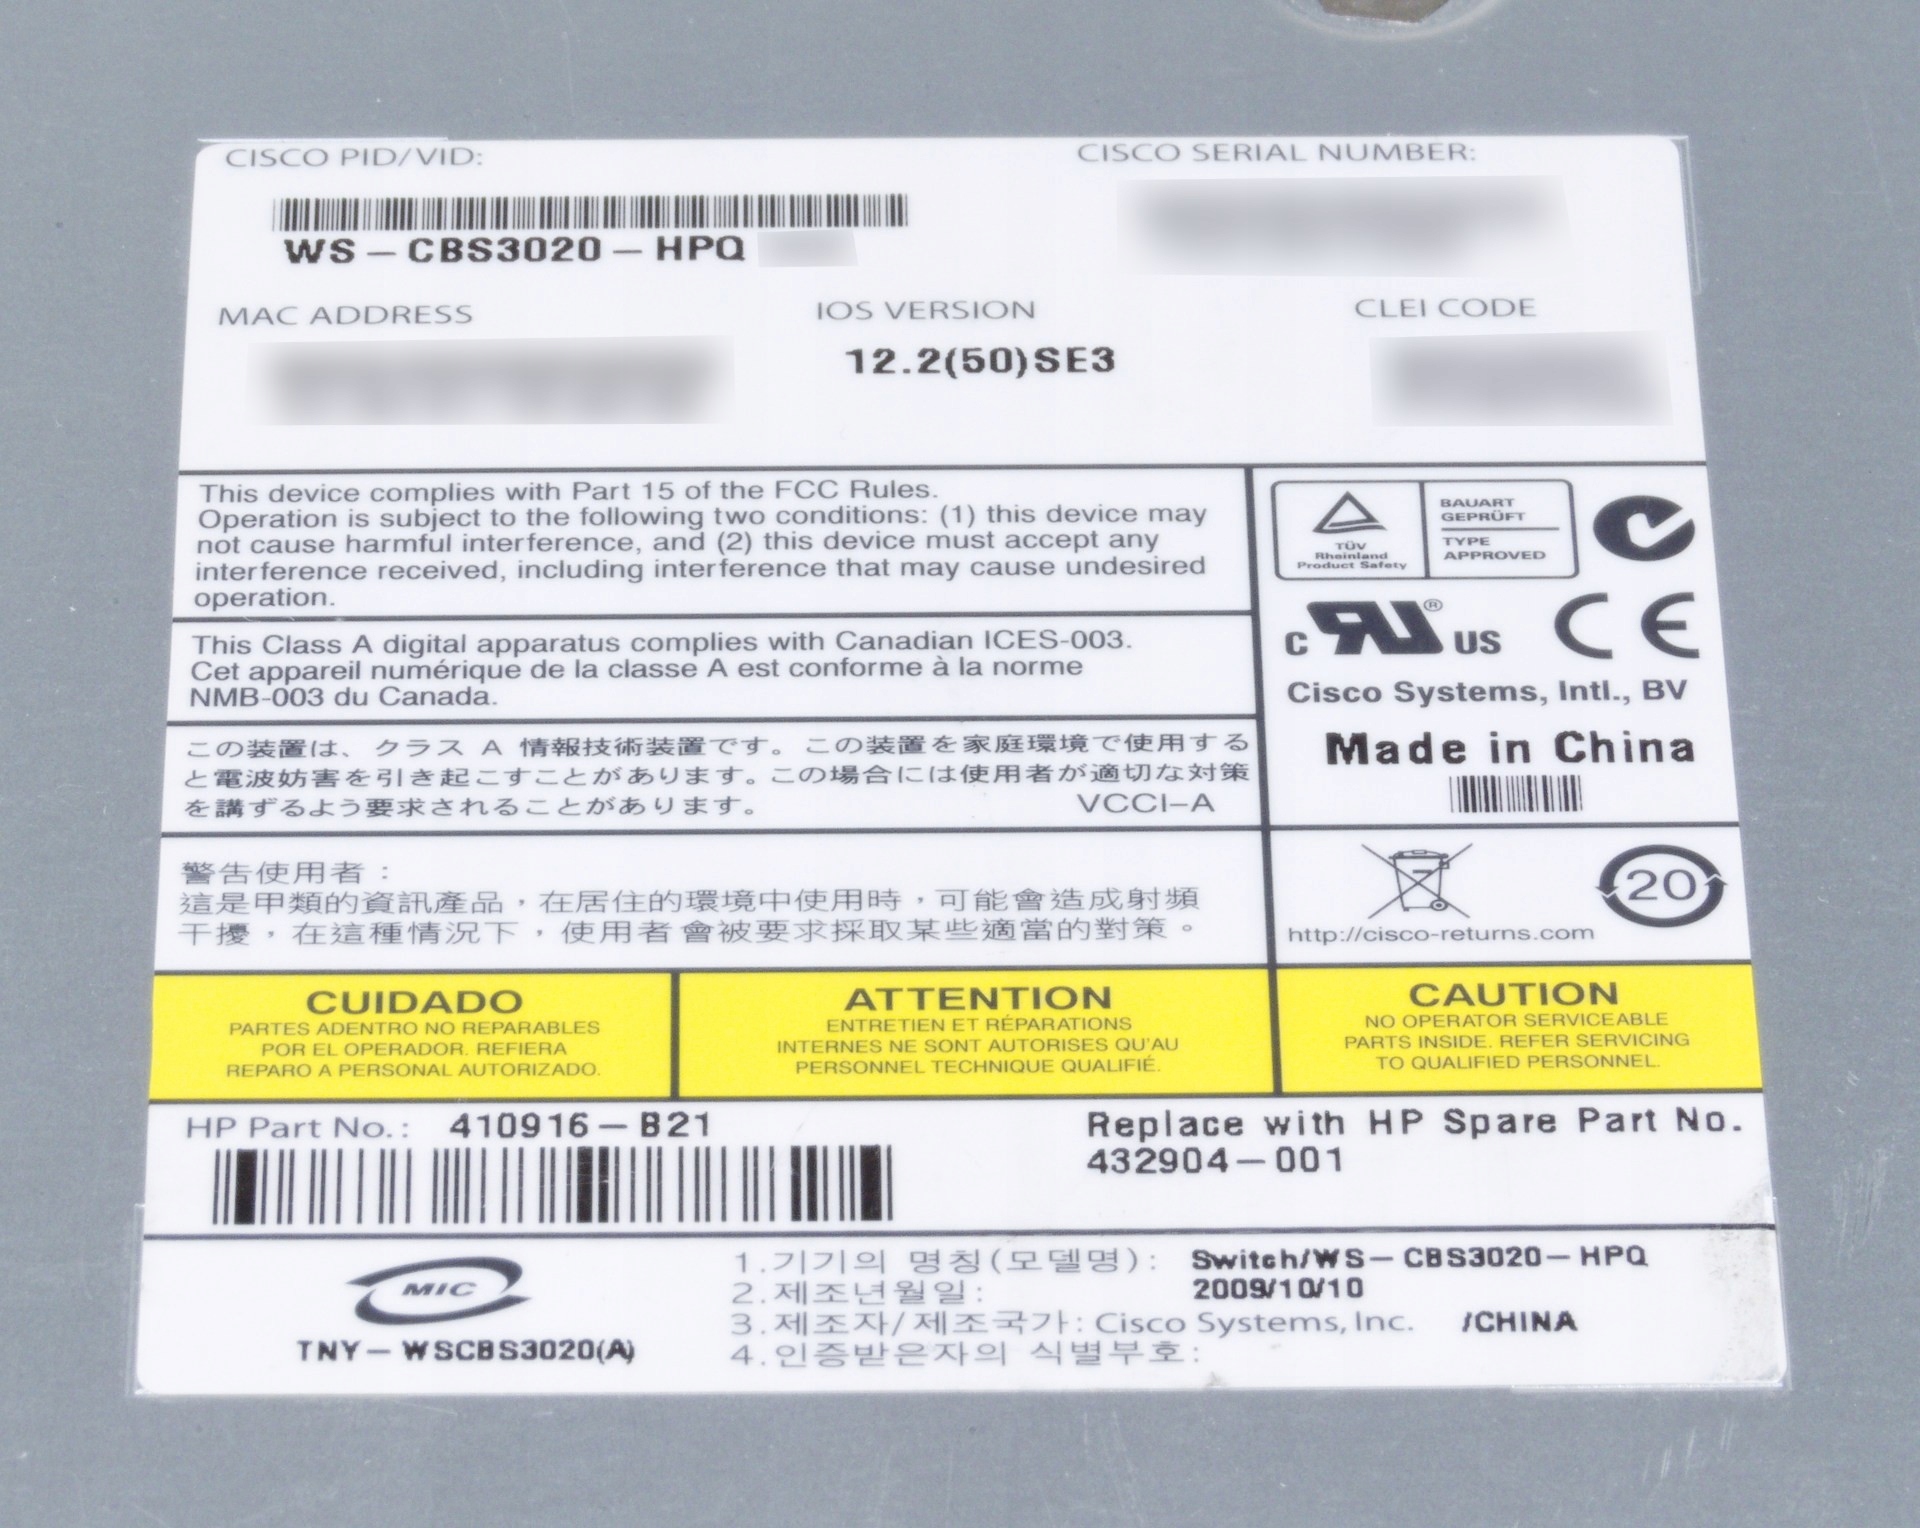 CISCO PID/VID:
CISCO SERIAL NUMBER:
WS-CBS3020-HPQ
MAC ADDRESS
IOS VERSION
CLEI CODE
12.2(50)SE3
This device complies with Part 15 of the FCC Rules.
Operation is subject to the following two conditions: (1) this device may
not cause harmful interference, and (2) this device must accept any
interference received, including interference that may cause undesired
operation.
TÜV
Rheinland
Product Safety
BAUART
GEPRÜFT
TYPE
APPROVED
This Class A digital apparatus complies with Canadian ICES-003.
Cet appareil numérique de la classe A est conforme à la norme
NMB-003 du Canada.
C RU® US CE
Cisco Systems, Intl., BV
Made in China
この装置は、クラス A 情報技術装置です。この装置を家庭環境で使用する
と電波妨害を引き起こすことがあります。この場合には使用者が適切な対策
を講ずるよう要求されることがあります。 VCCI-A
警告使用者：
這是甲類的資訊產品，在居住的環境中使用時，可能會造成射頻
干擾，在這種情況下，使用者會被要求採取某些適當的對策。
20
http://cisco-returns.com
CUIDADO
PARTES ADENTRO NO REPARABLES
POR EL OPERADOR. REFIERA
REPARO A PERSONAL AUTORIZADO.
ATTENTION
ENTRETIEN ET RÉPARATIONS
INTERNES NE SONT AUTORISES QU'AU
PERSONNEL TECHNIQUE QUALIFIÉ.
CAUTION
NO OPERATOR SERVICEABLE
PARTS INSIDE. REFER SERVICING
TO QUALIFIED PERSONNEL.
HP Part No.: 410916-B21
Replace with HP Spare Part No.
432904-001
MIC
TNY-WSCBS3020(A)
1.기기의 명칭(모델명): Switch/WS-CBS3020-HPQ
2.제조년월일: 2009/10/10
3.제조자/제조국가: Cisco Systems, Inc. /CHINA
4.인증받은자의 식별부호: